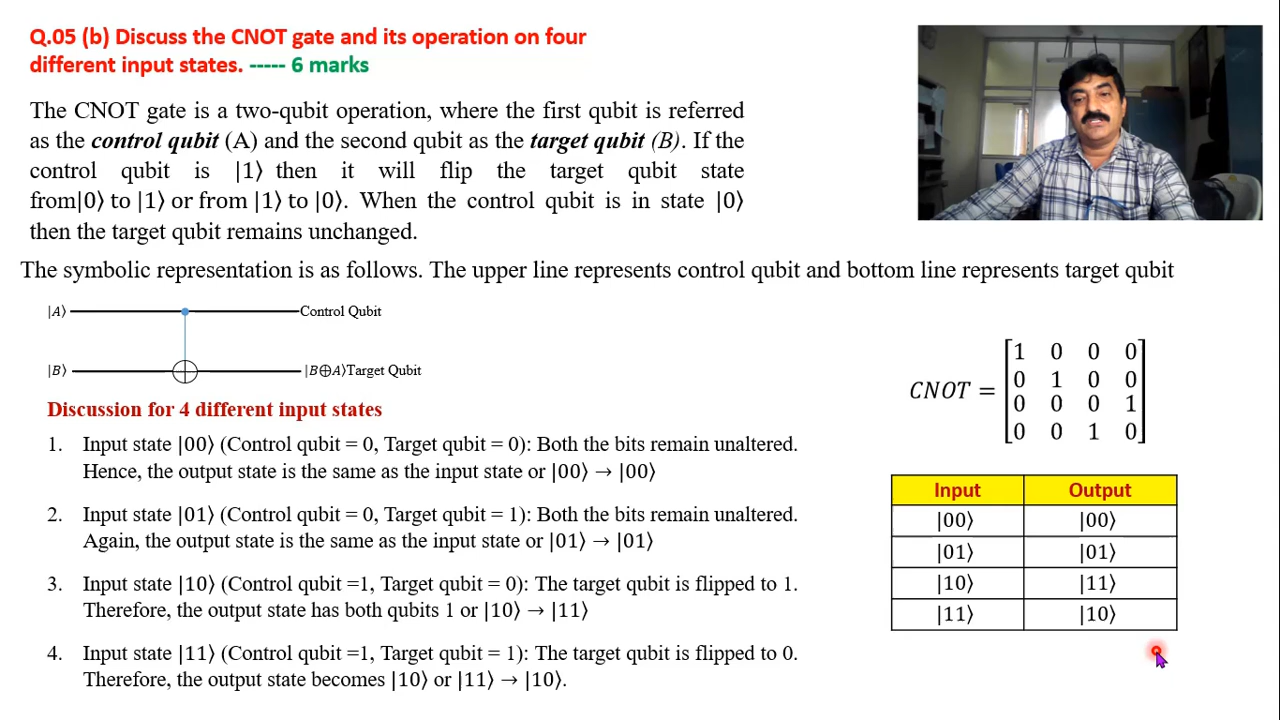 Q.05 (b) Discuss the CNOT gate and its operation on four
different input states. ----- 6 marks
The CNOT gate is a two-qubit operation, where the first qubit is referred
as the control qubit (A) and the second qubit as the target qubit (B). If the
control qubit is |1⟩ then it will flip the target qubit state
from|0⟩ to |1⟩ or from |1⟩ to |0⟩. When the control qubit is in state |0⟩
then the target qubit remains unchanged.
The symbolic representation is as follows. The upper line represents control qubit and bottom line represents target qubit
|A⟩ Control Qubit
|B⟩ |B⊕A⟩Target Qubit
Discussion for 4 different input states
1. Input state |00⟩ (Control qubit = 0, Target qubit = 0): Both the bits remain unaltered.
Hence, the output state is the same as the input state or |00⟩ → |00⟩
2. Input state |01⟩ (Control qubit = 0, Target qubit = 1): Both the bits remain unaltered.
Again, the output state is the same as the input state or |01⟩ → |01⟩
3. Input state |10⟩ (Control qubit =1, Target qubit = 0): The target qubit is flipped to 1.
Therefore, the output state has both qubits 1 or |10⟩ → |11⟩
4. Input state |11⟩ (Control qubit =1, Target qubit = 1): The target qubit is flipped to 0.
Therefore, the output state becomes |10⟩ or |11⟩ → |10⟩.
1 0 0 0
CNOT = 0 1 0 0
0 0 0 1
0 0 1 0
Input Output
|00⟩ |00⟩
|01⟩ |01⟩
|10⟩ |11⟩
|11⟩ |10⟩